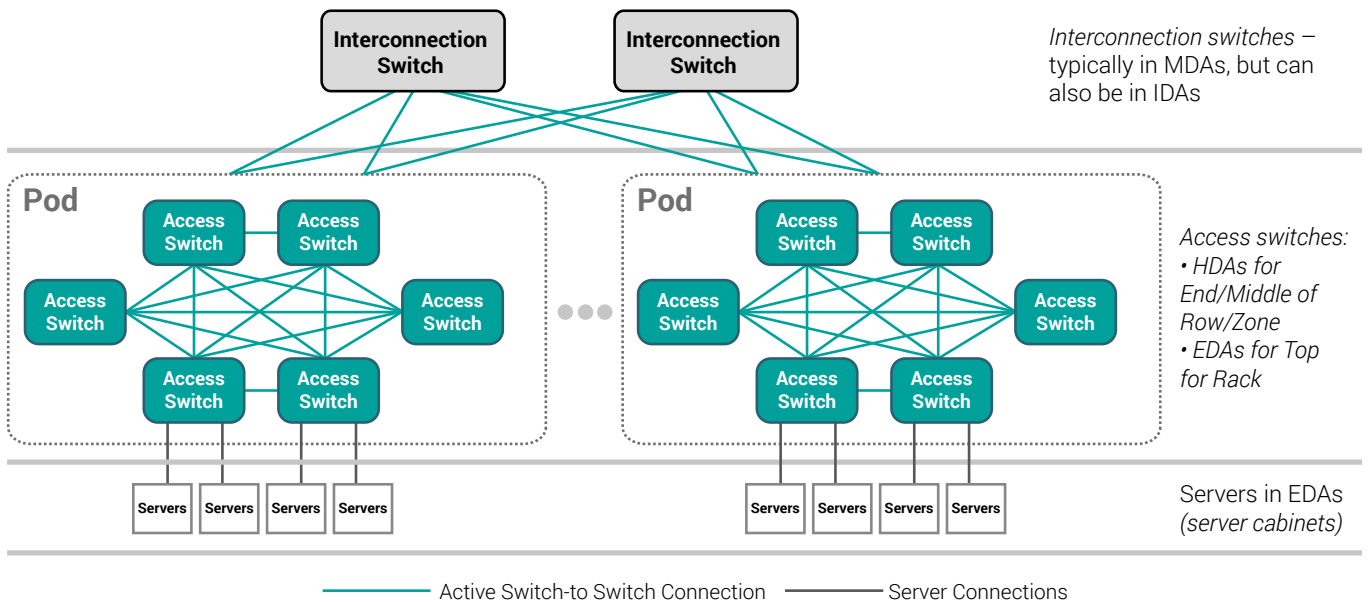 Interconnection
Switch
Interconnection
Switch
Interconnection switches –
typically in MDAs, but can
also be in IDAs
Pod
Access
Switch
Access
Switch
Access
Switch
Access
Switch
Access
Switch
Access
Switch
Pod
Access
Switch
Access
Switch
Access
Switch
Access
Switch
Access
Switch
Access
Switch
Access switches:
• HDAs for
End/Middle of
Row/Zone
• EDAs for Top
for Rack
Servers
Servers
Servers
Servers
Servers
Servers
Servers
Servers
Servers in EDAs
(server cabinets)
Active Switch-to Switch Connection
Server Connections